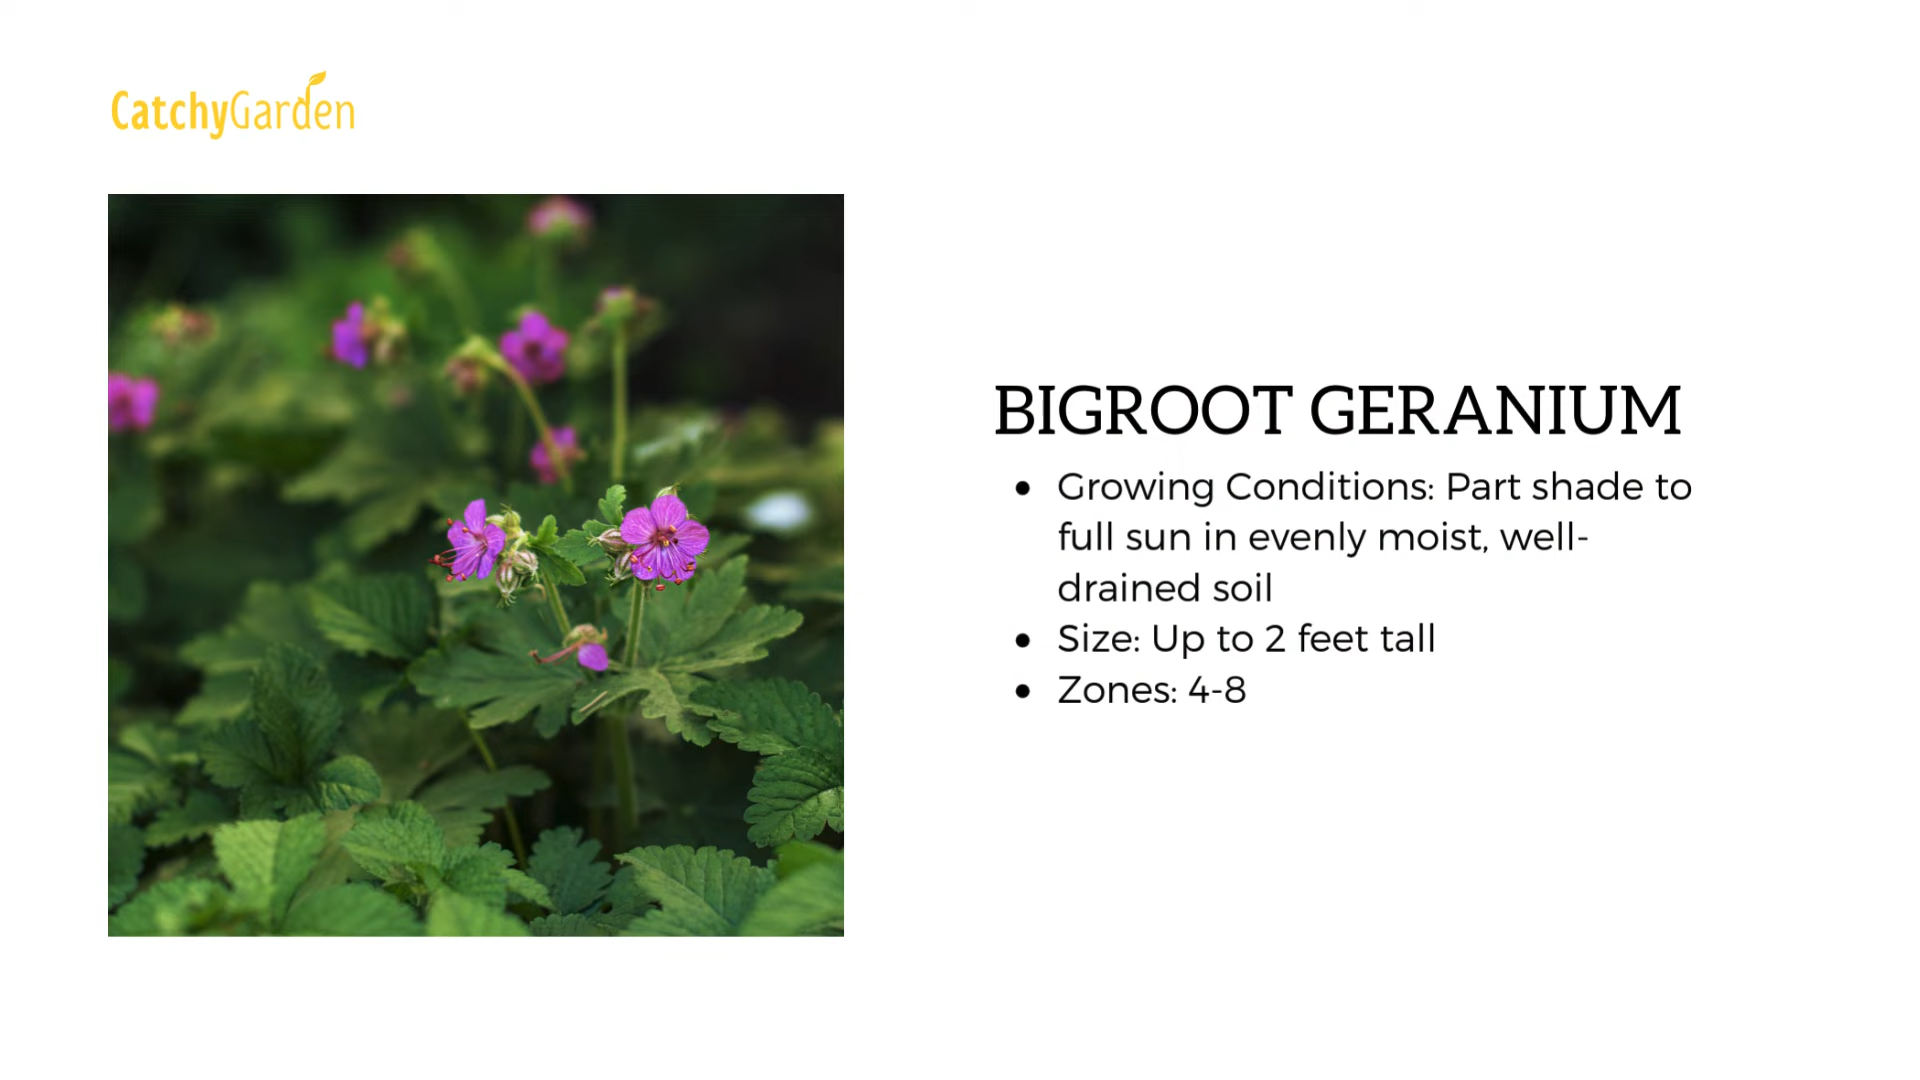 CatchyGarden
BIGROOT GERANIUM
• Growing Conditions: Part shade to
full sun in evenly moist, well-
drained soil
• Size: Up to 2 feet tall
• Zones: 4-8